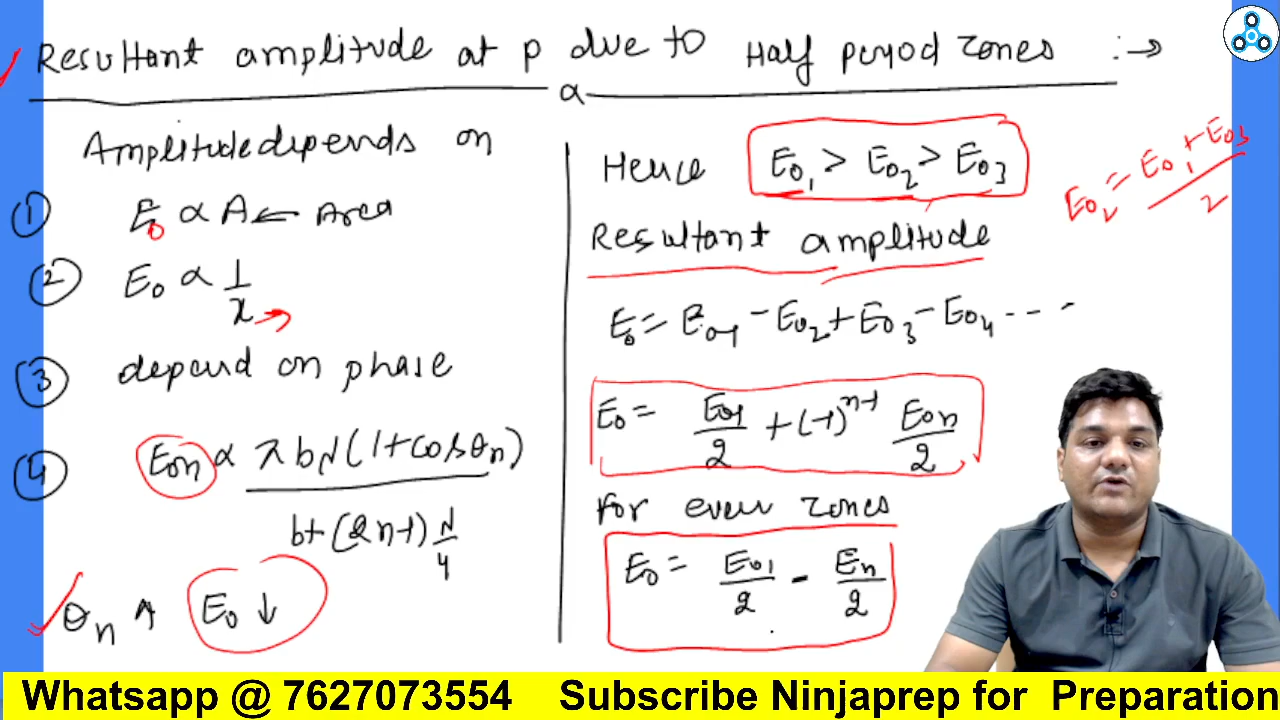 Resultant amplitude at p due to Half period zones :→
Amplitude depends on
① E₀ ∝ A ← Area
② E₀ ∝ 1/x →
③ depend on phase
④ E₀n ∝ πbλ(1+cosθn) / b+(2n-1)λ/4
θn ↑ E₀ ↓
Hence E₀₁ > E₀₂ > E₀₃
E₀₂ = E₀₁ + E₀₃ / 2
Resultant amplitude
E₀ = E₀₁ - E₀₂ + E₀₃ - E₀₄ - - -
E₀ = E₀₁/2 + (-1)ⁿ⁻¹ E₀n/2
for even zones
E₀ = E₀₁/2 - En/2
Whatsapp @ 7627073554 Subscribe Ninjaprep for Preparation